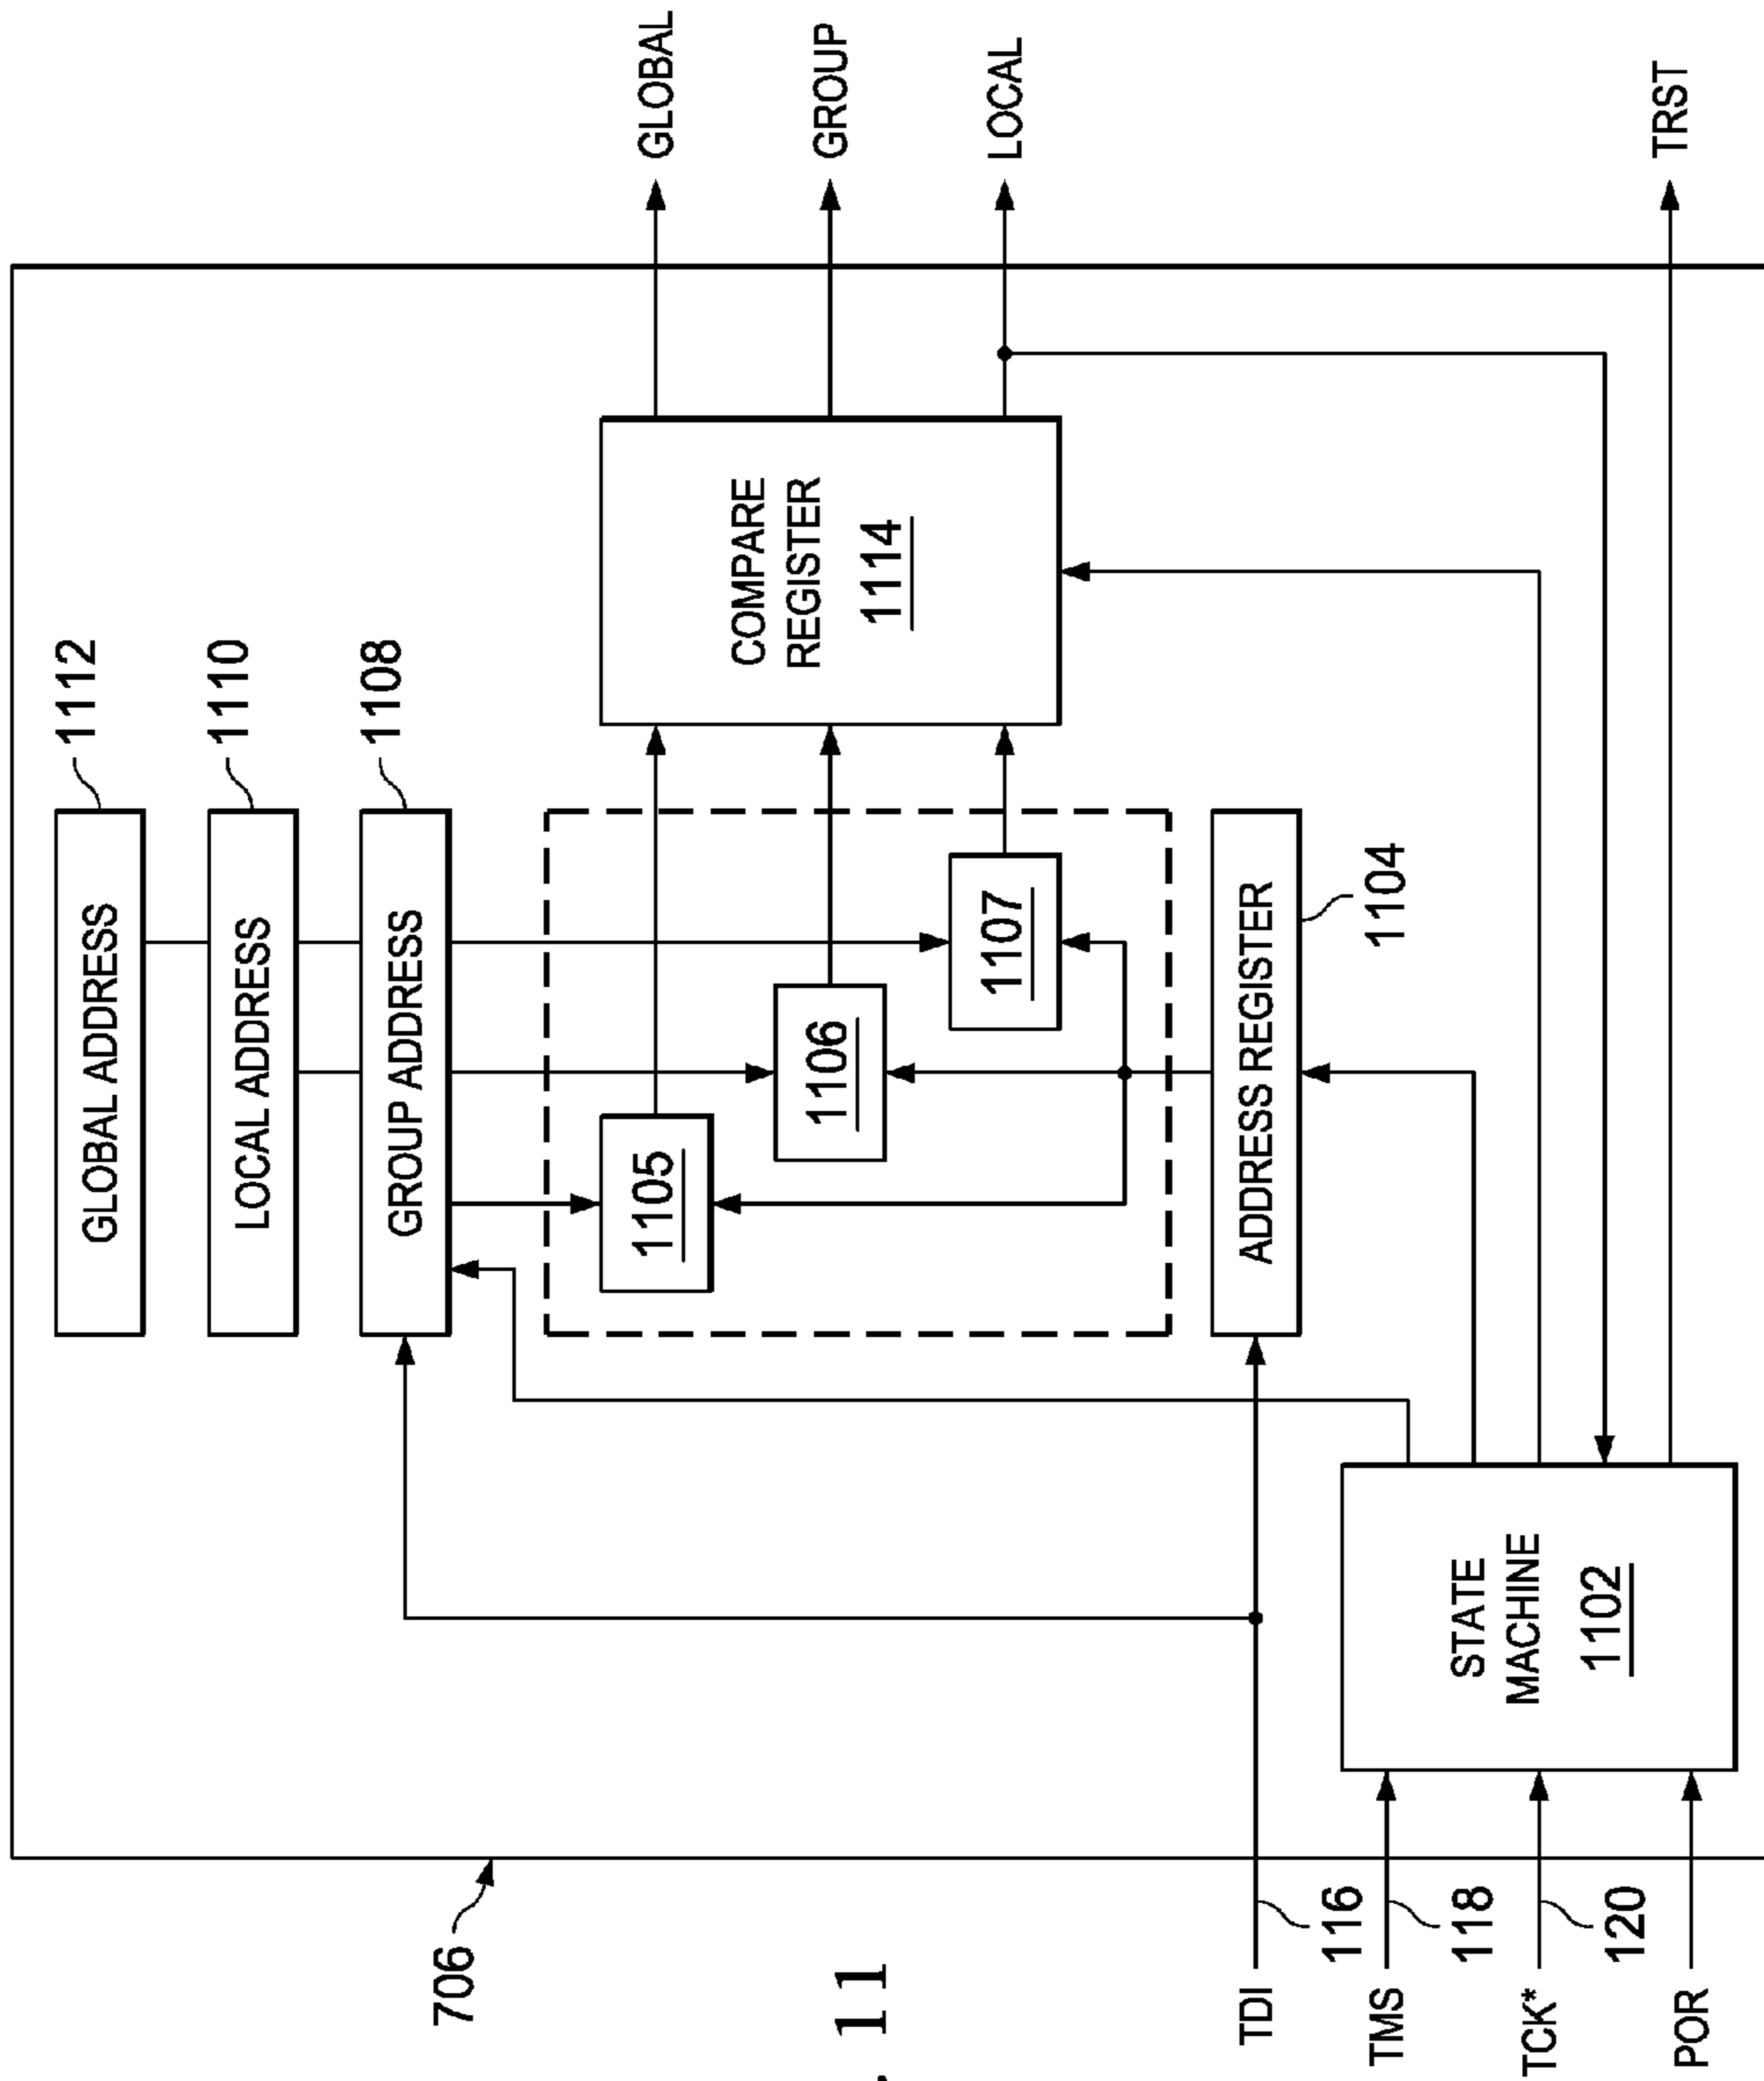 706
GLOBAL ADDRESS
1112
LOCAL ADDRESS
1110
GROUP ADDRESS
1108
1105
1106
1107
COMPARE
REGISTER
1114
GLOBAL
GROUP
LOCAL
ADDRESS REGISTER
1104
TDI
116
TMS
118
TCK*
120
POR
STATE
MACHINE
1102
TRST
. 11